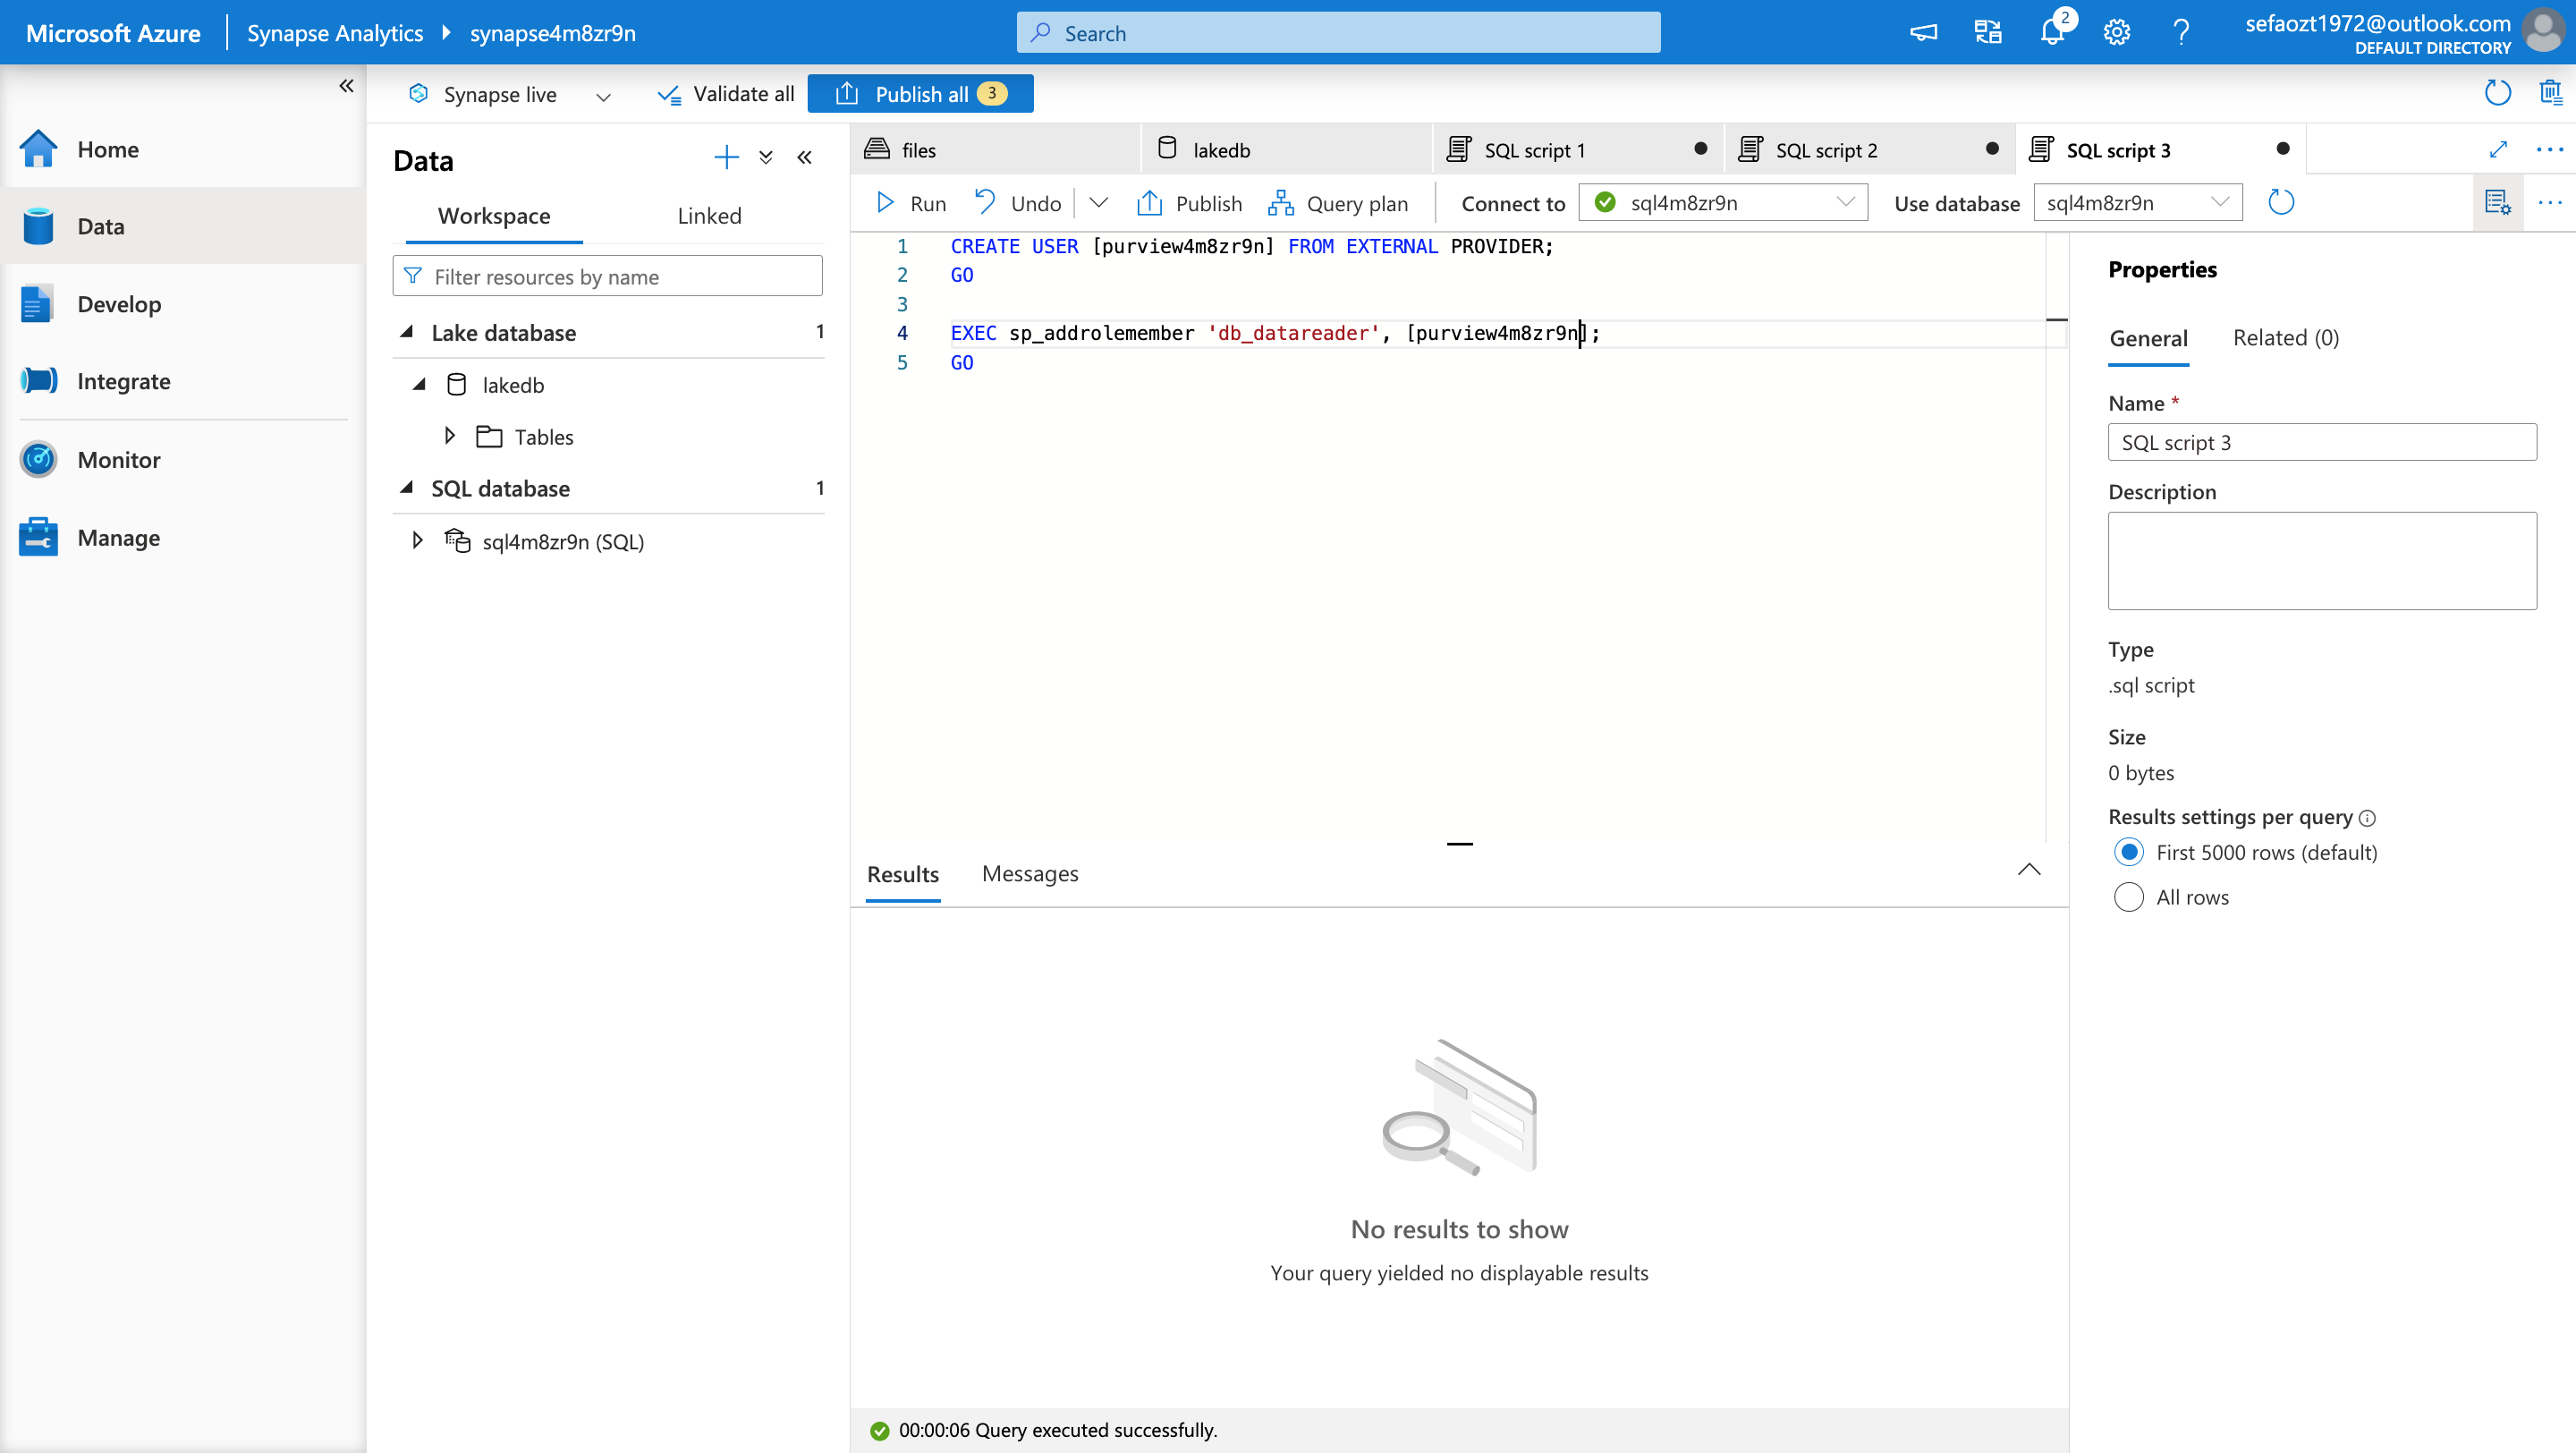 Microsoft Azure
Synapse Analytics
synapse4m8zr9n
Search
2
sefaozt1972@outlook.com
DEFAULT DIRECTORY
Home
Data
Develop
Integrate
Monitor
Manage
Synapse live
Validate all
Publish all
3
Data
Workspace
Linked
Filter resources by name
Lake database
1
lakedb
Tables
SQL database
1
sql4m8zr9n (SQL)
files
lakedb
SQL script 1
SQL script 2
SQL script 3
Run
Undo
Publish
Query plan
Connect to
sql4m8zr9n
Use database
sql4m8zr9n
1 CREATE USER [purview4m8zr9n] FROM EXTERNAL PROVIDER;
2 GO
3
4 EXEC sp_addrolemember 'db_datareader', [purview4m8zr9n];
5 GO
Results
Messages
No results to show
Your query yielded no displayable results
00:00:06 Query executed successfully.
Properties
General
Related (0)
Name *
SQL script 3
Description
Type
.sql script
Size
0 bytes
Results settings per query
First 5000 rows (default)
All rows